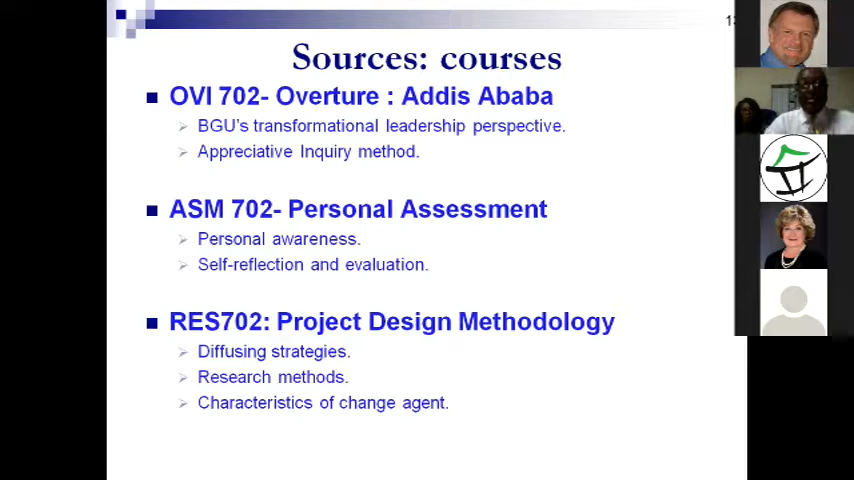 Sources: courses
OVI 702- Overture : Addis Ababa
BGU's transformational leadership perspective.
Appreciative Inquiry method.
ASM 702- Personal Assessment
Personal awareness.
Self-reflection and evaluation.
RES702: Project Design Methodology
Diffusing strategies.
Research methods.
Characteristics of change agent.